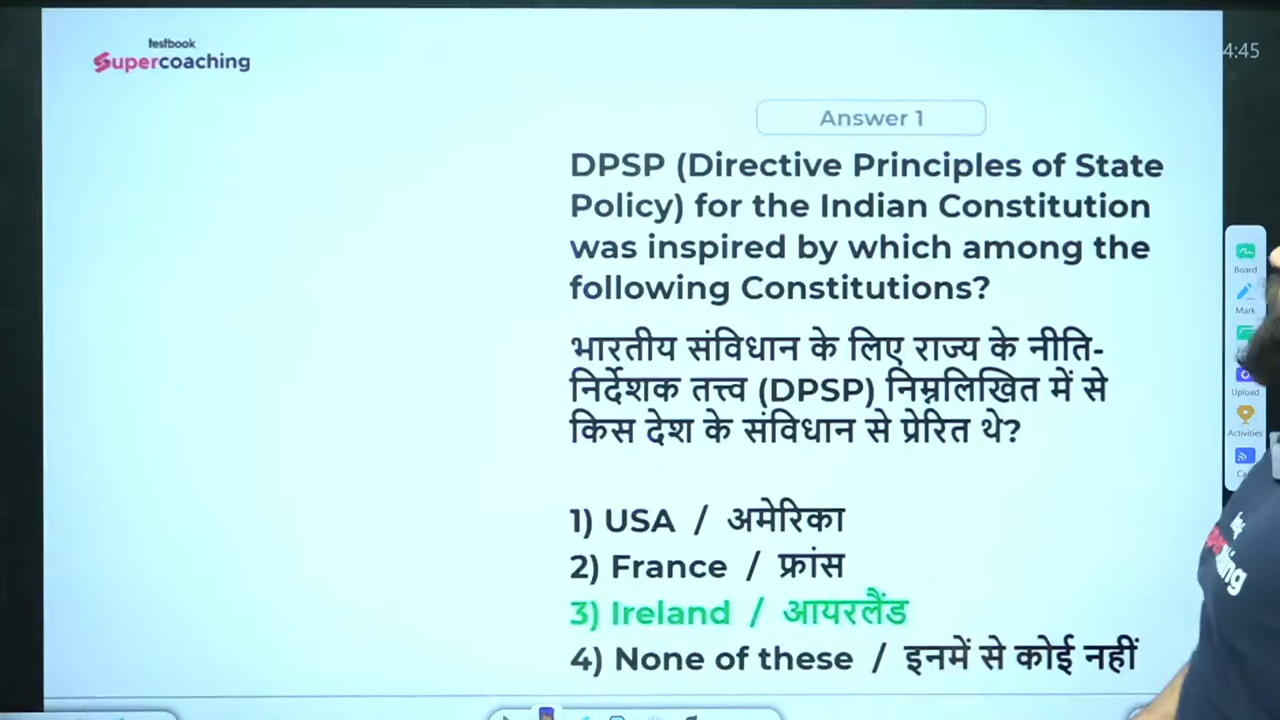 testbook
Supercoaching
4:45
Answer 1
DPSP (Directive Principles of State
Policy) for the Indian Constitution
was inspired by which among the
following Constitutions?
भारतीय संविधान के लिए राज्य के नीति-
निर्देशक तत्त्व (DPSP) निम्नलिखित में से
किस देश के संविधान से प्रेरित थे?
1) USA / अमेरिका
2) France / फ्रांस
3) Ireland / आयरलैंड
4) None of these / इनमें से कोई नहीं
Board
Mark
Upload
Activities